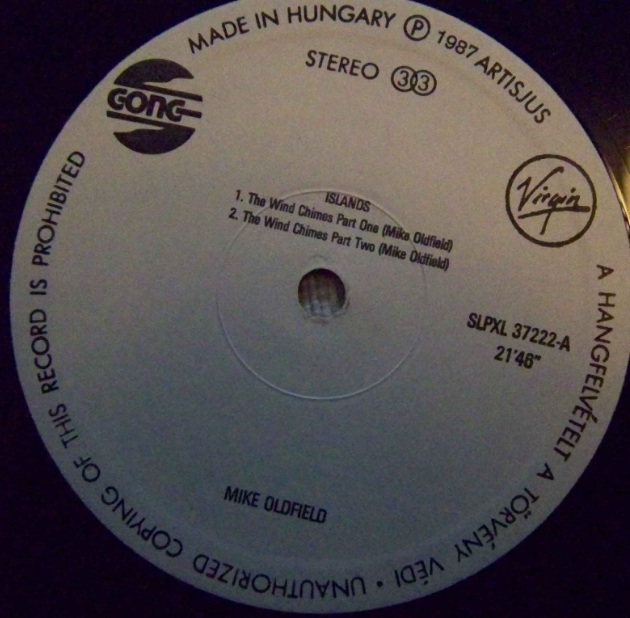 MADE IN HUNGARY Ⓟ 1987 ARTISJUS
STEREO 33
GONG
Virgin
ISLANDS
1. The Wind Chimes Part One (Mike Oldfield)
2. The Wind Chimes Part Two (Mike Oldfield)
SLPXL 37222-A
21'46"
MIKE OLDFIELD
A HANGFELVÉTELT A TÖRVÉNY VÉDI • UNAUTHORIZED COPYING OF THIS RECORD IS PROHIBITED